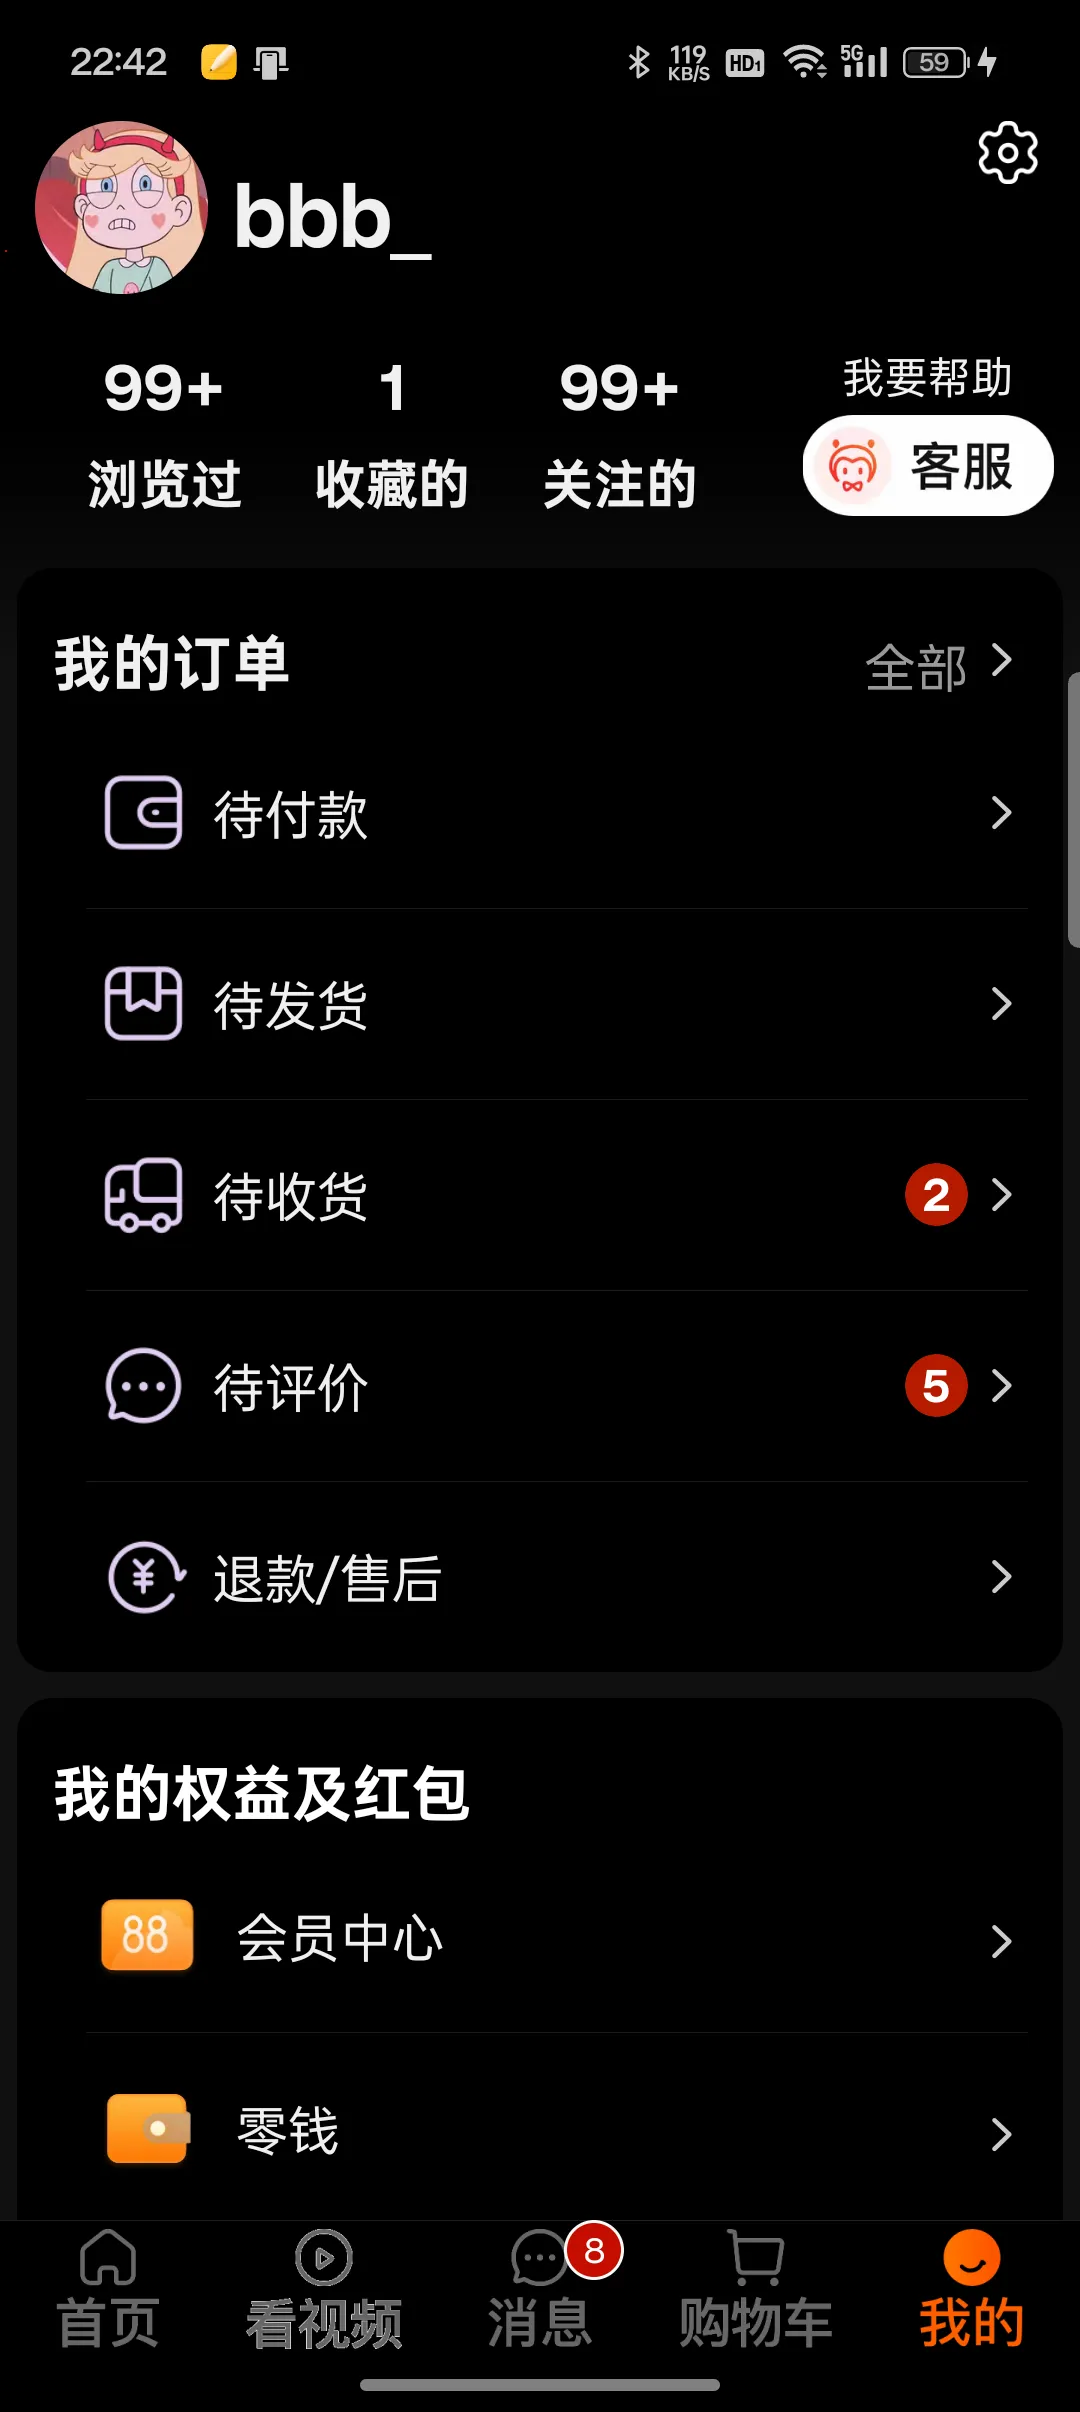 22:42 119 KB/S HD1 5G 59
bbb_
99+ 1 99+ 我要帮助
浏览过 收藏的 关注的 客服
我的订单 全部
待付款
待发货
待收货 2
待评价 5
退款/售后
我的权益及红包
88 会员中心
零钱
8
首页 看视频 消息 购物车 我的